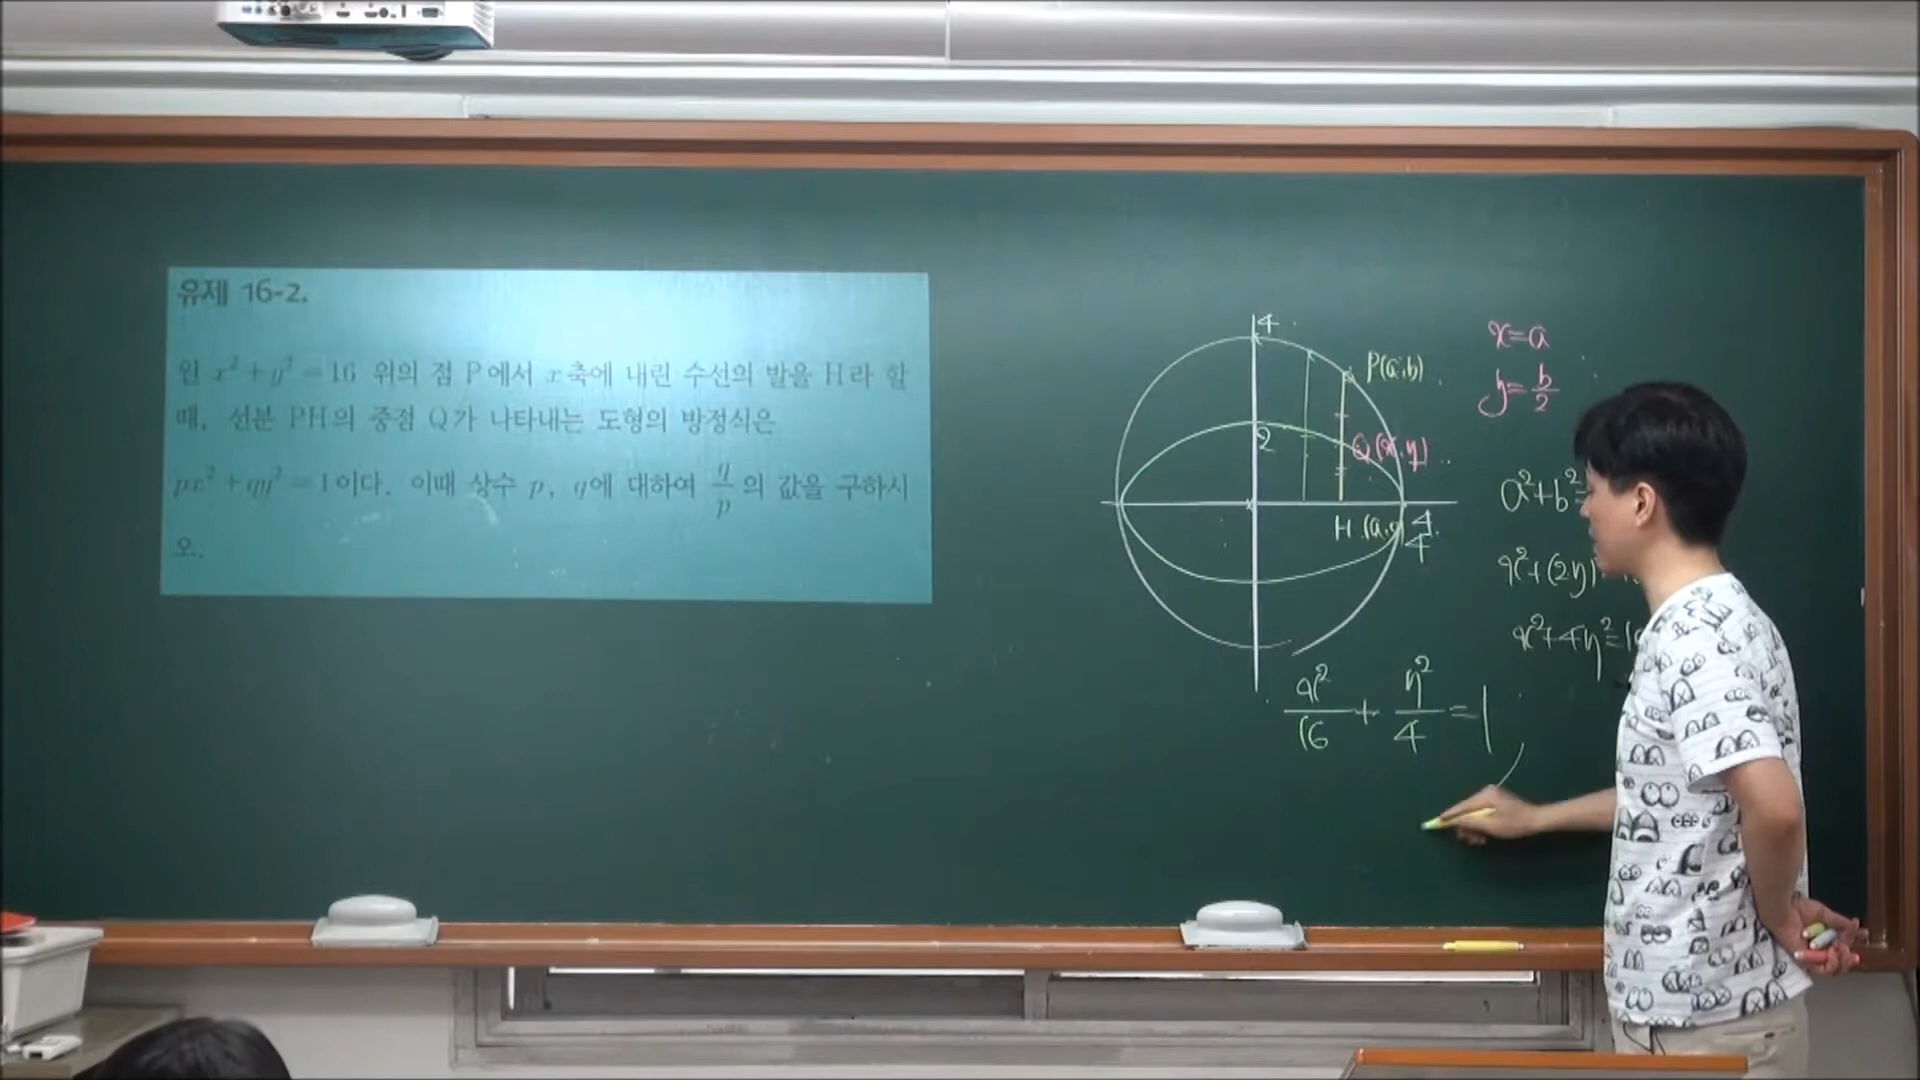 유제 16-2.
원 x² + y² = 16 위의 점 P에서 x축에 내린 수선의 발을 H라 할
때, 선분 PH의 중점 Q가 나타내는 도형의 방정식은
px² + qy² = 1이다. 이때 상수 p, q에 대하여 q/p의 값을 구하시
오.
4
P(a,b)
2
Q(x,y)
H(a,0)
4
4
x=a
y=b/2
a²+b²=
x²+(2y)
x²+4y²=1
x²/16 + y²/4 = 1